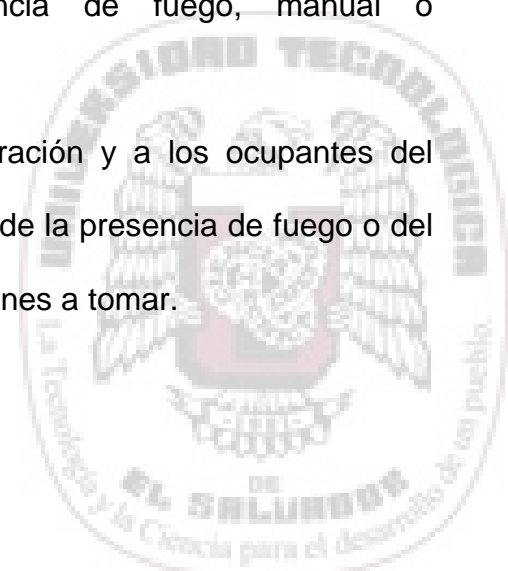 ncia de fuego, manual o
ración y a los ocupantes del
de la presencia de fuego o del
nes a tomar.
UNIVERSIDAD TECNOLOGICA
DE
EL SALVADOR
La Tecnología y la Ciencia para el desarrollo de un pueblo.